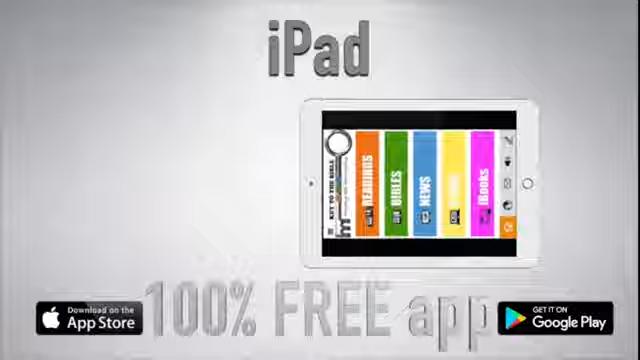 iPad
KEY TO THE BIBLE
READINGS
BIBLES
NEWS
iBooks
100% FREE app
Download on the
App Store
GET IT ON
Google Play